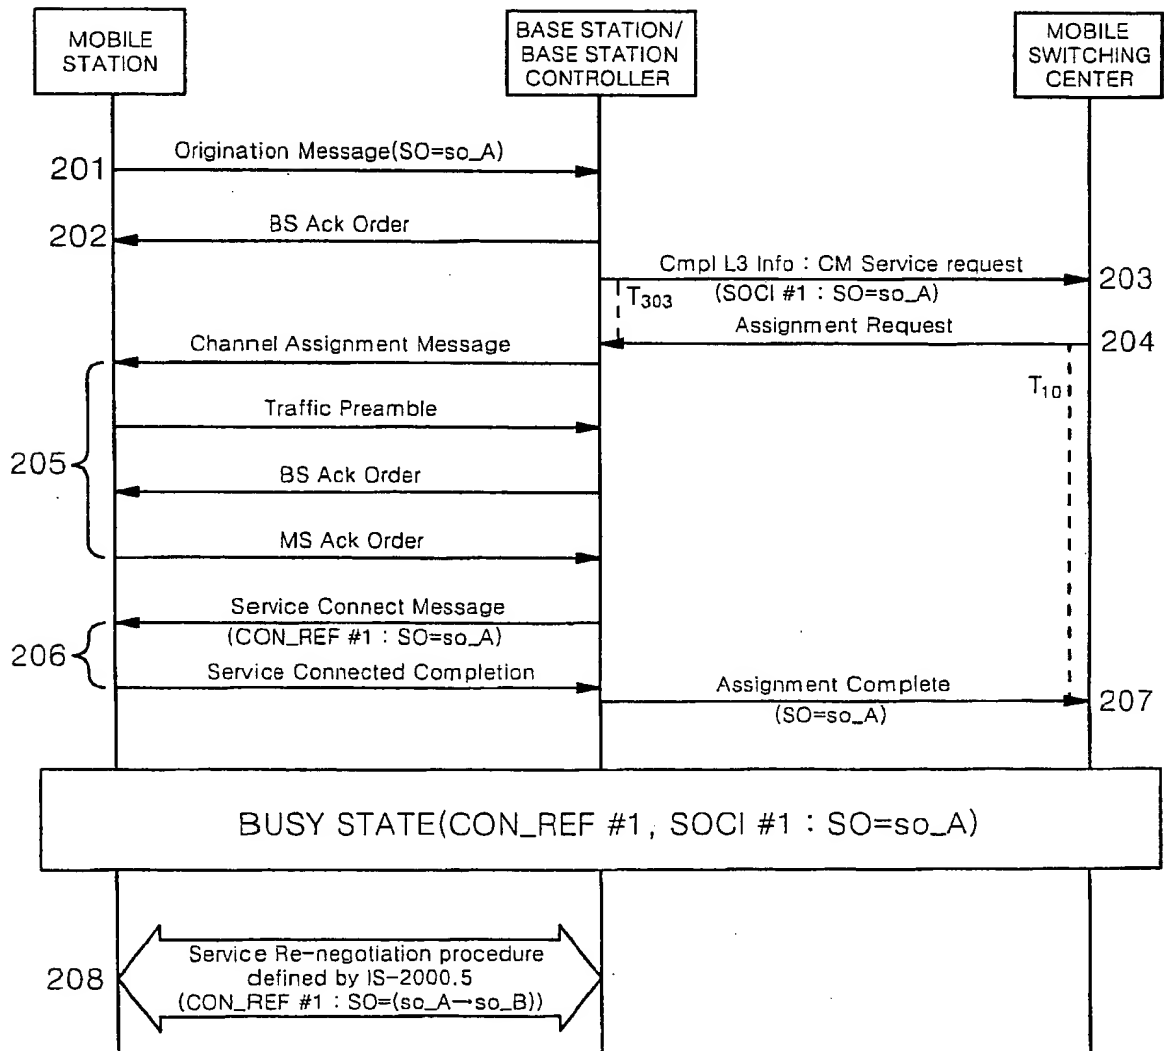 MOBILE
STATION
BASE STATION/
BASE STATION
CONTROLLER
MOBILE
SWITCHING
CENTER
201
Origination Message(SO=so_A)
202
BS Ack Order
Cmpl L3 Info : CM Service request
(SOCI #1 : SO=so_A)
203
T303
Assignment Request
204
Channel Assignment Message
T10
Traffic Preamble
205
BS Ack Order
MS Ack Order
Service Connect Message
(CON_REF #1 : SO=so_A)
206
Service Connected Completion
Assignment Complete
(SO=so_A)
207
BUSY STATE(CON_REF #1, SOCI #1 : SO=so_A)
208
Service Re-negotiation procedure
defined by IS-2000.5
(CON_REF #1 : SO=(so_A→so_B))